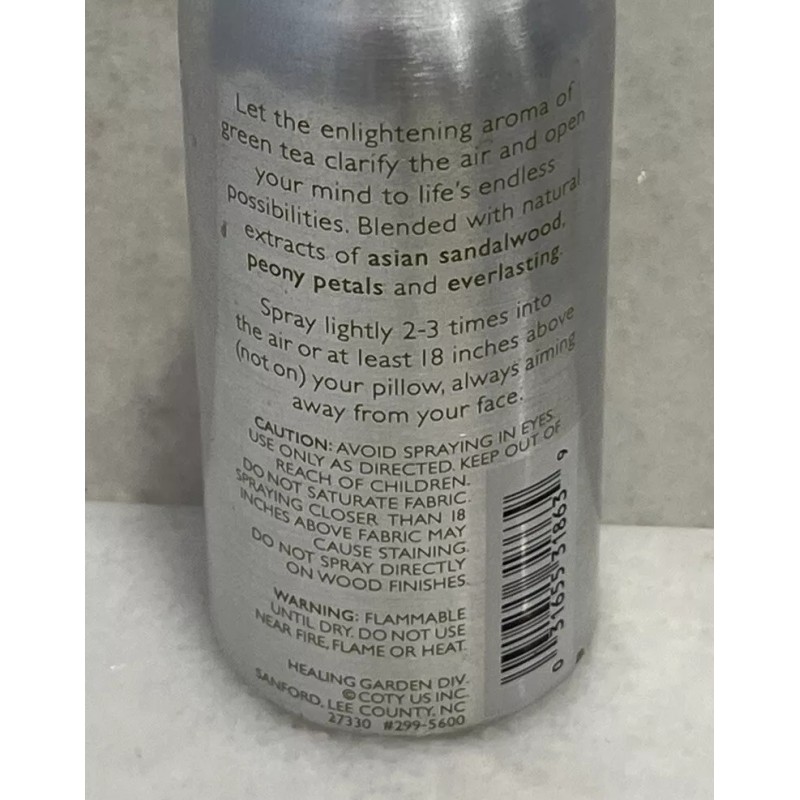 Let the enlightening aroma of
green tea clarify the air and open
your mind to life's endless
possibilities. Blended with natural
extracts of asian sandalwood,
peony petals and everlasting.
Spray lightly 2-3 times into
the air or at least 18 inches above
(not on) your pillow, always aiming
away from your face.
CAUTION: AVOID SPRAYING IN EYES.
USE ONLY AS DIRECTED. KEEP OUT OF
REACH OF CHILDREN.
DO NOT SATURATE FABRIC.
SPRAYING CLOSER THAN 18
INCHES ABOVE FABRIC MAY
CAUSE STAINING.
DO NOT SPRAY DIRECTLY
ON WOOD FINISHES.
WARNING: FLAMMABLE
UNTIL DRY. DO NOT USE
NEAR FIRE, FLAME OR HEAT.
HEALING GARDEN DIV.
©COTY US INC.
SANFORD, LEE COUNTY, NC
27330 #299-5600
0 31655 31863 9